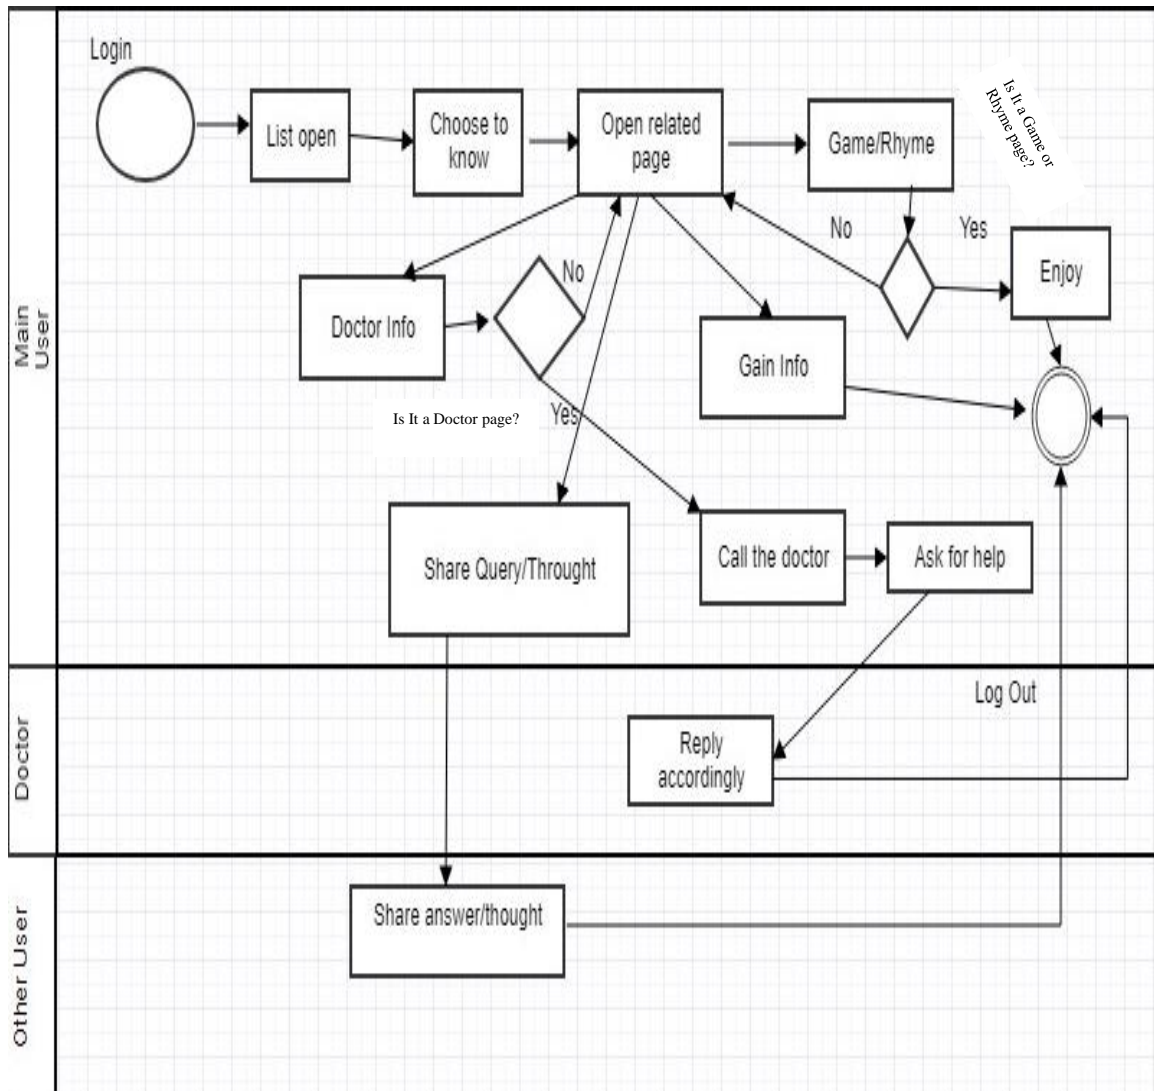 Login
List open
Choose to
know
Open related
page
Game/Rhyme
Is It a Game or
Rhyme page?
No
Yes
Enjoy
Main
User
Doctor Info
No
Gain Info
Is It a Doctor page?
Yes
Share Query/Throught
Call the doctor
Ask for help
Doctor
Log Out
Reply
accordingly
Other User
Share answer/thought